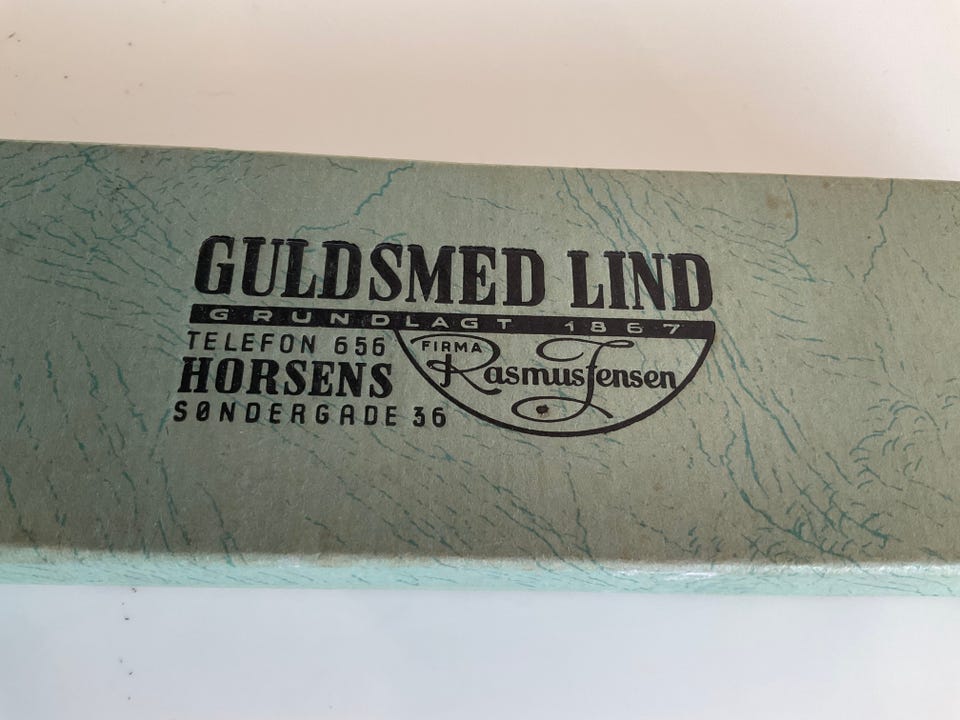 GULDSMED LIND
GRUNDLAGT 1867
TELEFON 656
HORSENS
SØNDERGADE 36
FIRMA
Rasmus Jensen